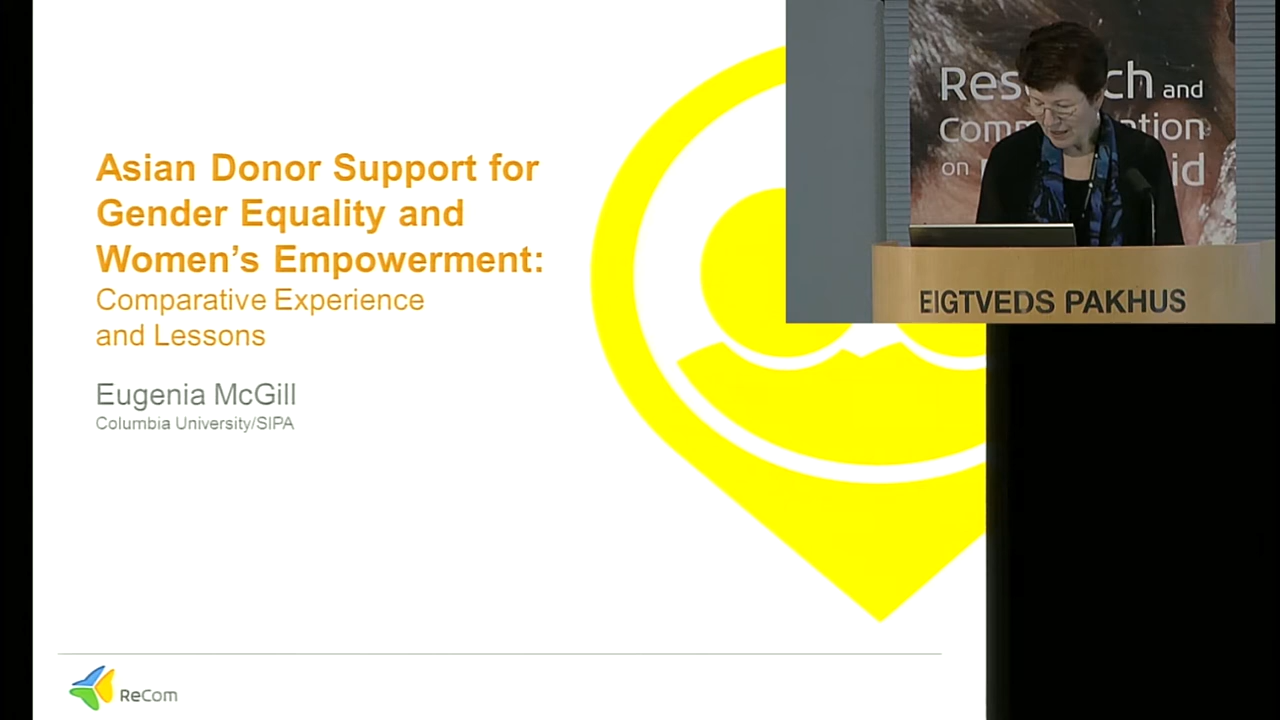 Asian Donor Support for
Gender Equality and
Women's Empowerment:
Comparative Experience
and Lessons
Eugenia McGill
Columbia University/SIPA
ReCom
and
on
EIGTVEDS PAKHUS